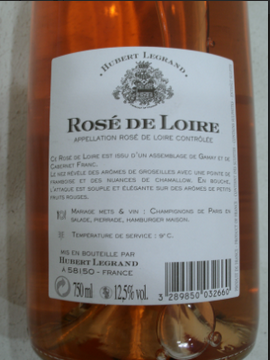 Hubert Legrand
Rosé de Loire
APPELLATION ROSÉ DE LOIRE CONTRÔLÉE
Ce Rosé de Loire est issu d'un assemblage de Gamay et de
Cabernet Franc.
Le nez révèle des arômes de groseilles avec une pointe de
framboise et des nuances de chamallow. En bouche,
l'attaque est souple et élégante sur des arômes de petits
fruits rouges.
Mariage mets & vin : Champignons de Paris en
salade, perrade, hamburger maison.
Température de service : 9° C.
MIS EN BOUTEILLE PAR
Hubert Legrand
A 56150 - FRANCE
750 ml
12,5% vol.
3 289850 032660